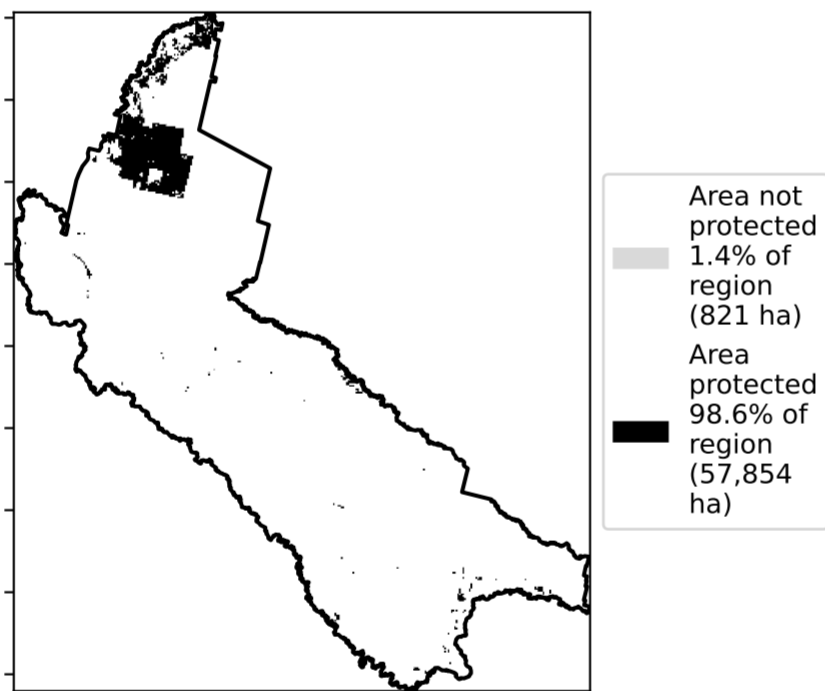 Area not
protected
1.4% of
region
(821 ha)
Area
protected
98.6% of
region
(57,854
ha)